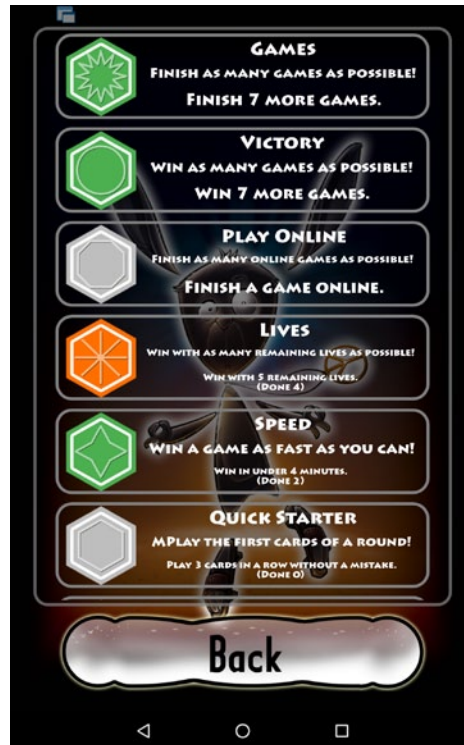 Games
Finish as many games as possible!
Finish 7 more games.
Victory
Win as many games as possible!
Win 7 more games.
Play Online
Finish as many online games as possible!
Finish a game online.
Lives
Win with as many remaining lives as possible!
Win with 5 remaining lives.
(Done 4)
Speed
Win a game as fast as you can!
Win in under 4 minutes.
(Done 2)
Quick Starter
MPlay the first cards of a round!
Play 3 cards in a row without a mistake.
(Done 0)
Back